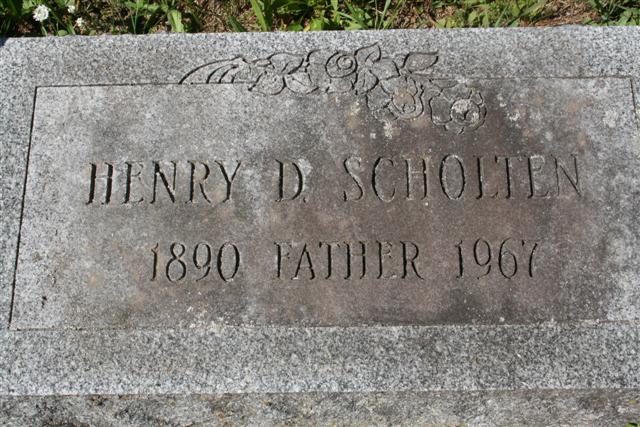 HENRY D. SCHOLTEN
1890 FATHER 1967